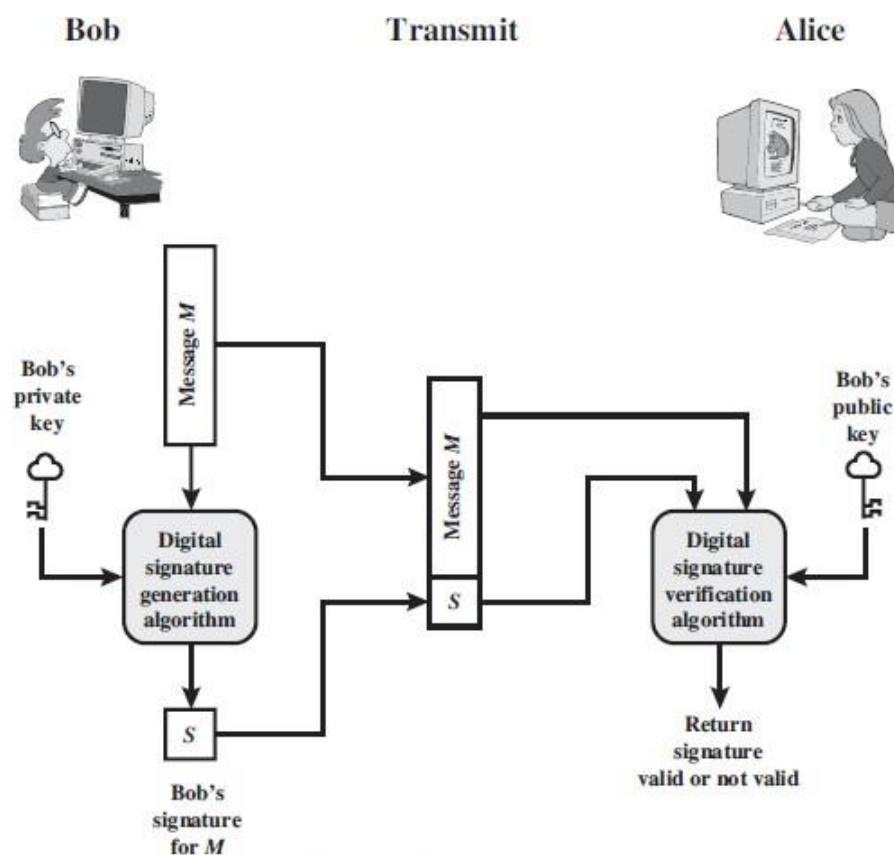 Bob
Transmit
Alice
Message M
Bob's
private
key
Digital
signature
generation
algorithm
S
Bob's
signature
for M
Message M
S
Bob's
public
key
Digital
signature
verification
algorithm
Return
signature
valid or not valid